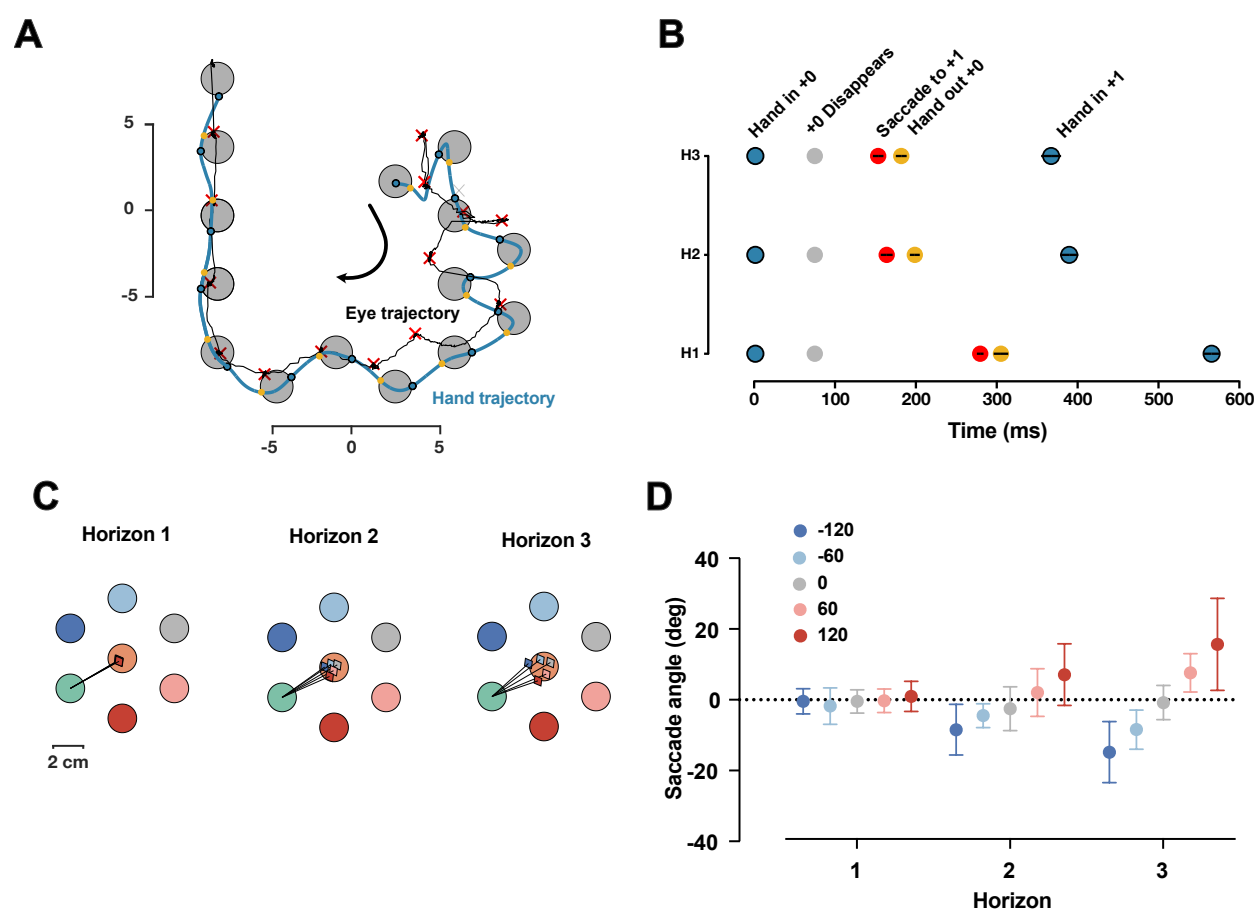 A
5
0
-5
Eye trajectory
Hand trajectory
-5
0
5
B
Hand in +0
+0 Disappears
Saccade to +1
Hand out +0
Hand in +1
H3
H2
H1
0
100
200
300
400
500
600
Time (ms)
C
Horizon 1
Horizon 2
Horizon 3
2 cm
D
-120
-60
0
60
120
40
20
0
-20
-40
Saccade angle (deg)
1
2
3
Horizon